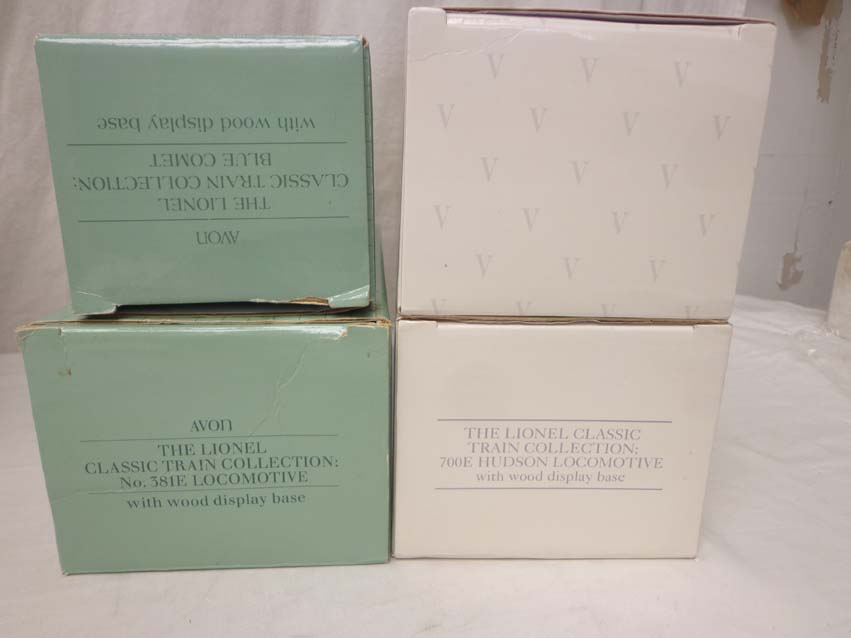 AVON
THE LIONEL
CLASSIC TRAIN COLLECTION:
BLUE COMET
with wood display base
V V V
V V V V
V V V
V V V V
V V V
V V V V
AVON
THE LIONEL
CLASSIC TRAIN COLLECTION:
No. 381E LOCOMOTIVE
with wood display base
THE LIONEL CLASSIC
TRAIN COLLECTION:
700E HUDSON LOCOMOTIVE
with wood display base